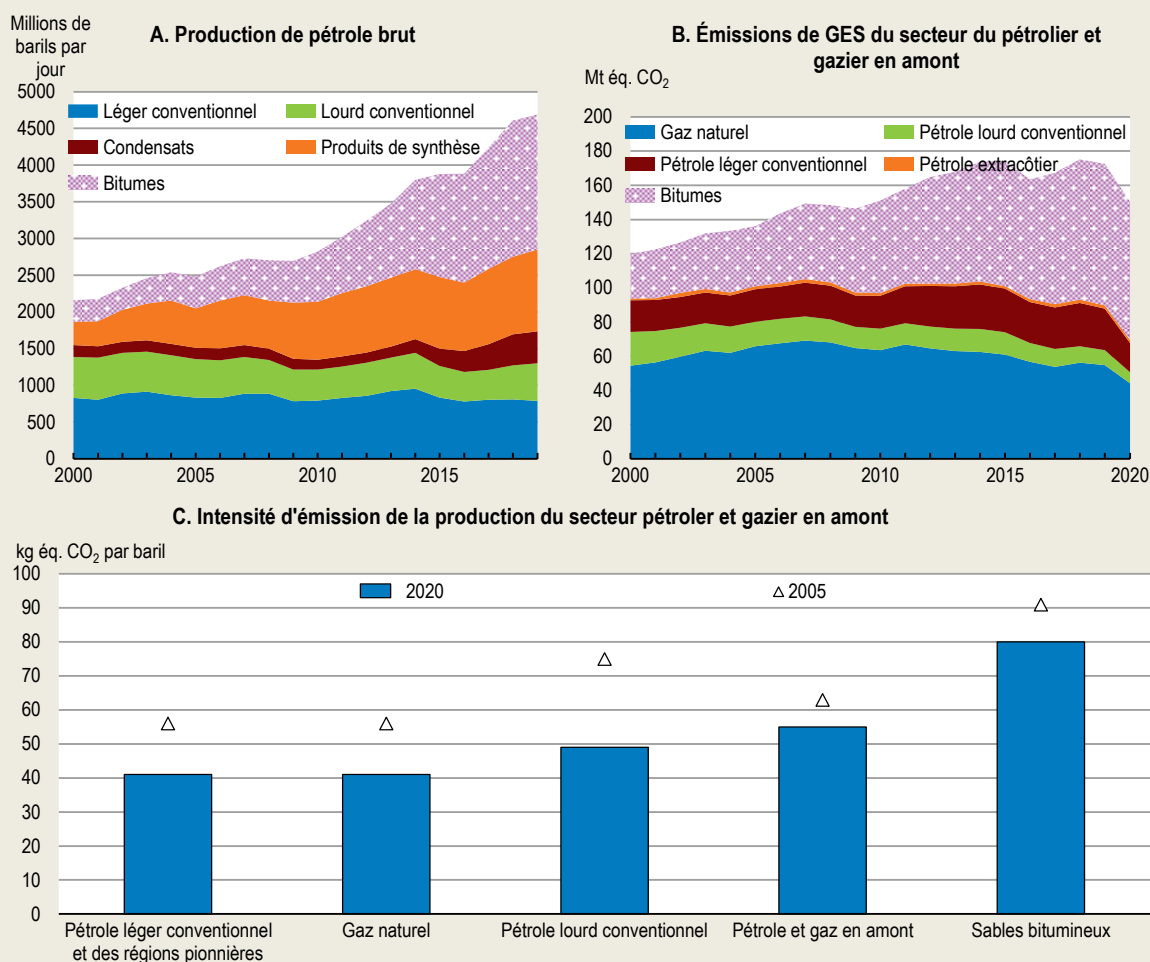 Millions de
barils par
jour
A. Production de pétrole brut
5000
4500
4000
3500
3000
2500
2000
1500
1000
500
0
Léger conventionnel
Lourd conventionnel
Condensats
Produits de synthèse
Bitumes
2000
2005
2010
2015
B. Émissions de GES du secteur du pétrolier et
gazier en amont
Mt éq. CO₂
200
180
160
140
120
100
80
60
40
20
0
Gaz naturel
Pétrole lourd conventionnel
Pétrole léger conventionnel
Pétrole extracôtier
Bitumes
2000
2005
2010
2015
2020
C. Intensité d'émission de la production du secteur pétroler et gazier en amont
kg éq. CO₂ par baril
100
90
80
70
60
50
40
30
20
10
0
2020
2005
Pétrole léger conventionnel
et des régions pionnières
Gaz naturel
Pétrole lourd conventionnel
Pétrole et gaz en amont
Sables bitumineux